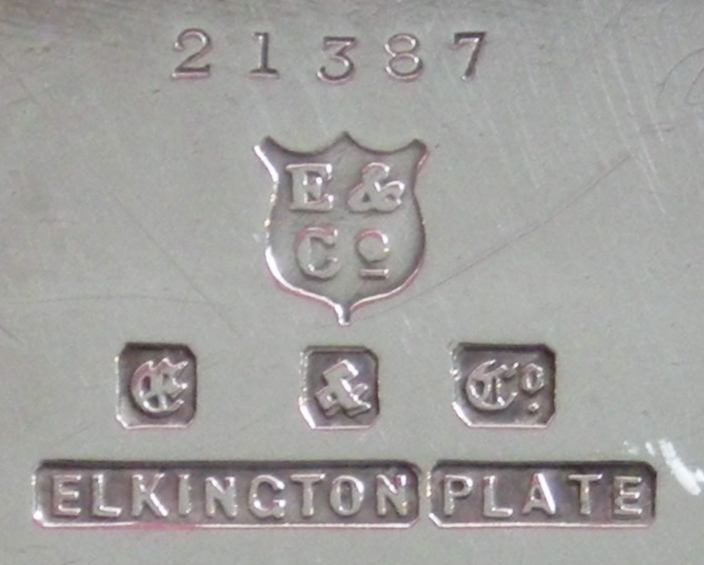 21387
E &
Co
E & Co.
ELKINGTON PLATE